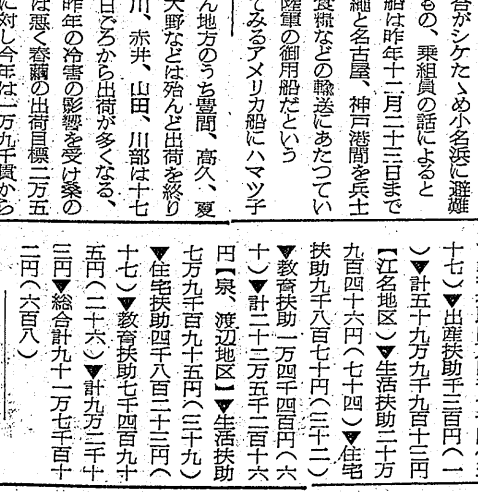 呑がシケたゝめ小名浜に避難
もの、乗組員の話によると
船は昨年十二月二十三日まで
縄と名古屋、神戸港間を兵士
食糧などの輸送にあたつてい
陸軍の御用船だという
てみるアメリカ船にハマツ子
ん地方のうち豊間、高久、夏
大野などは殆んど出荷を終り
川、赤井、山田、川部は十七
日ごろから出荷が多くなる、
昨年の冷害の影響を受け桑の
は悪く春繭の出荷目標二万五
に対し今年は一万九千貫から
十七）▼出産扶助千三百円（一
）▼計五十九万九千九百十三円
【江名地区】▼生活扶助二十万
九百四十六円（七十四）▼住宅
扶助九千八百七十円（三十二）
▼教育扶助一万四千四百円（六
十）▼計二十二万五千二百十六
円【泉、渡辺地区】▼生活扶助
七万九千九百十五円（三十九）
▼住宅扶助四千八百二十三円（
十七）▼教育扶助七千四百九十
五円（二十六）▼計九万二千十
三円▼総合計九十一万七千百十
二円（六百八）